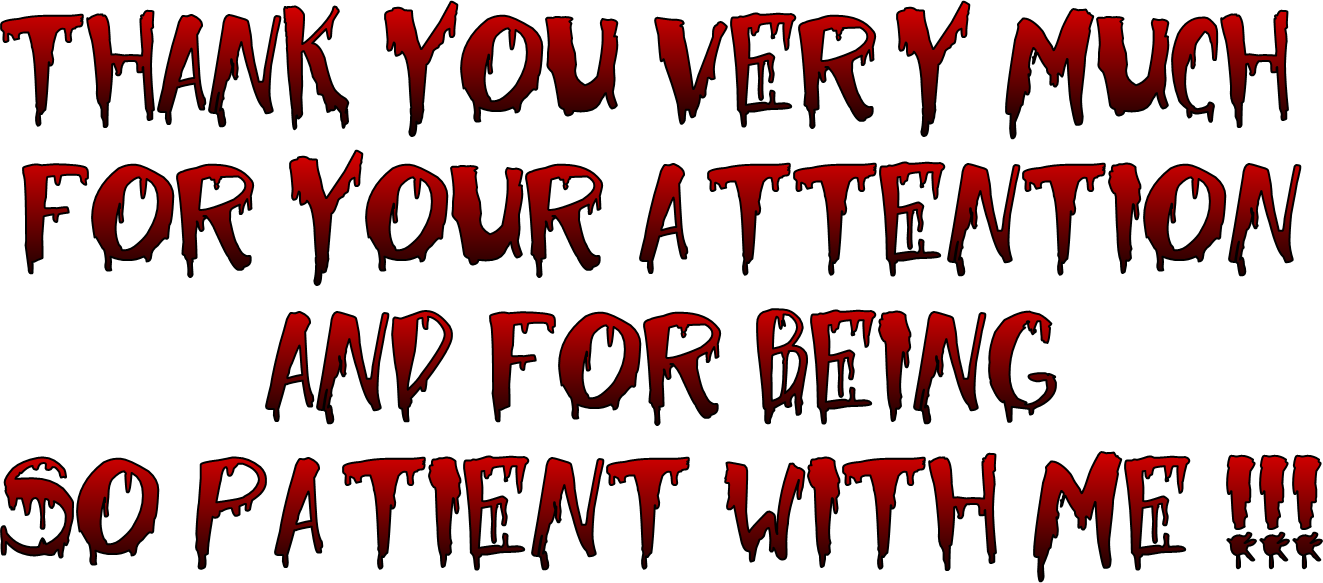 THANK YOU VERY MUCH
FOR YOUR ATTENTION
AND FOR BEING
SO PATIENT WITH ME !!!